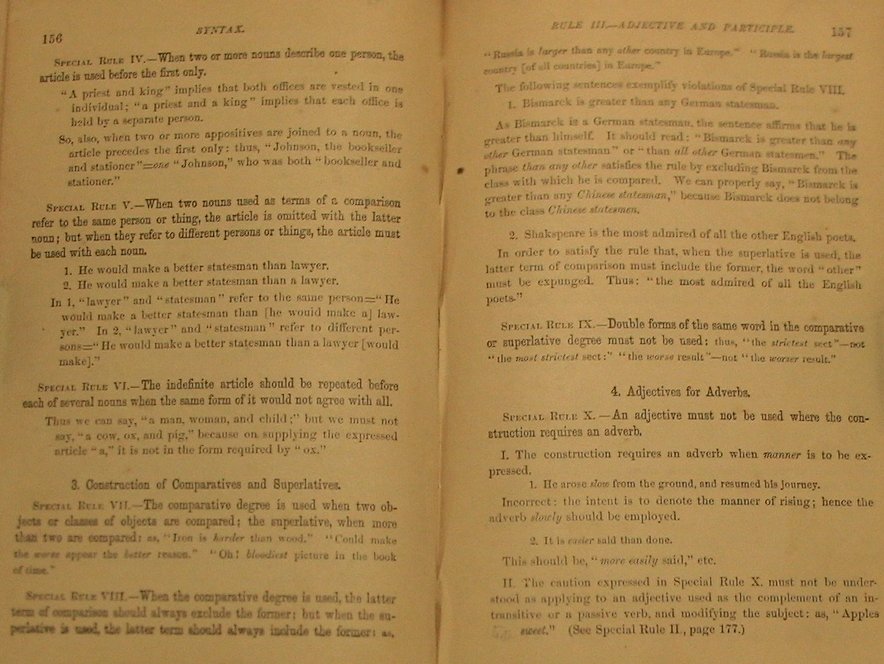 156
SYNTAX.
SPECIAL RULE IV.—When two or more nouns describe one person, the
article is used before the first only.
"A priest and king" implies that both offices are vested in one
individual; "a priest and a king" implies that each office is
held by a separate person.
So, also, when two or more appositives are joined to a noun, the
article precedes the first only: thus, "Johnson, the bookseller
and stationer"=one "Johnson," who was both "bookseller and
stationer."
SPECIAL RULE V.—When two nouns used as terms of a comparison
refer to the same person or thing, the article is omitted with the latter
noun; but when they refer to different persons or things, the article must
be used with each noun.
1. He would make a better statesman than lawyer.
2. He would make a better statesman than a lawyer.
In 1, "lawyer" and "statesman" refer to the same person="He
would make a better statesman than [he would make a] law-
yer." In 2, "lawyer" and "statesman" refer to different per-
sons="He would make a better statesman than a lawyer [would
make]."
SPECIAL RULE VI.—The indefinite article should be repeated before
each of several nouns when the same form of it would not agree with all.
Thus we can say, "a man, woman, and child;" but we must not
say, "a cow, ox, and pig," because on supplying the expressed
article "a," it is not in the form required by "ox."
3. Construction of Comparatives and Superlatives.
SPECIAL RULE VII.—The comparative degree is used when two ob-
jects or classes of objects are compared; the superlative, when more
than two are compared: as, "Iron is harder than wood." "Could make
the worse appear the better reason." "Oh! bloodiest picture in the book
of time."
SPECIAL RULE VIII.—When the comparative degree is used, the latter
term of comparison should always exclude the former; but when the su-
perlative is used, the latter term should always include the former: as,
RULE III.—ADJECTIVE AND PARTICIPLE.
157
"Russia is larger than any other country in Europe." "Russia is the largest
country [of all countries] in Europe."
The following sentences exemplify violations of Special Rule VIII.
1. Bismarck is greater than any German statesman.
As Bismarck is a German statesman, the sentence affirms that he is
greater than himself. It should read: "Bismarck is greater than any
other German statesman," or "than all other German statesmen." The
phrase than any other satisfies the rule by excluding Bismarck from the
class with which he is compared. We can properly say, "Bismarck is
greater than any Chinese statesman," because Bismarck does not belong
to the class Chinese statesmen.
2. Shakspeare is the most admired of all the other English poets.
In order to satisfy the rule that, when the superlative is used, the
latter term of comparison must include the former, the word "other"
must be expunged. Thus: "the most admired of all the English
poets."
SPECIAL RULE IX.—Double forms of the same word in the comparative
or superlative degree must not be used: thus, "the strictest sect"—not
"the most strictest sect:" "the worse result"—not "the worser result."
4. Adjectives for Adverbs.
SPECIAL RULE X.—An adjective must not be used where the con-
struction requires an adverb.
I. The construction requires an adverb when manner is to be ex-
pressed.
1. He arose slow from the ground, and resumed his journey.
Incorrect: the intent is to denote the manner of rising; hence the
adverb slowly should be employed.
2. It is easier said than done.
This should be, "more easily said," etc.
II. The caution expressed in Special Rule X. must not be under-
stood as applying to an adjective used as the complement of an in-
transitive or a passive verb, and modifying the subject: as, "Apples
sweet." (See Special Rule II., page 177.)